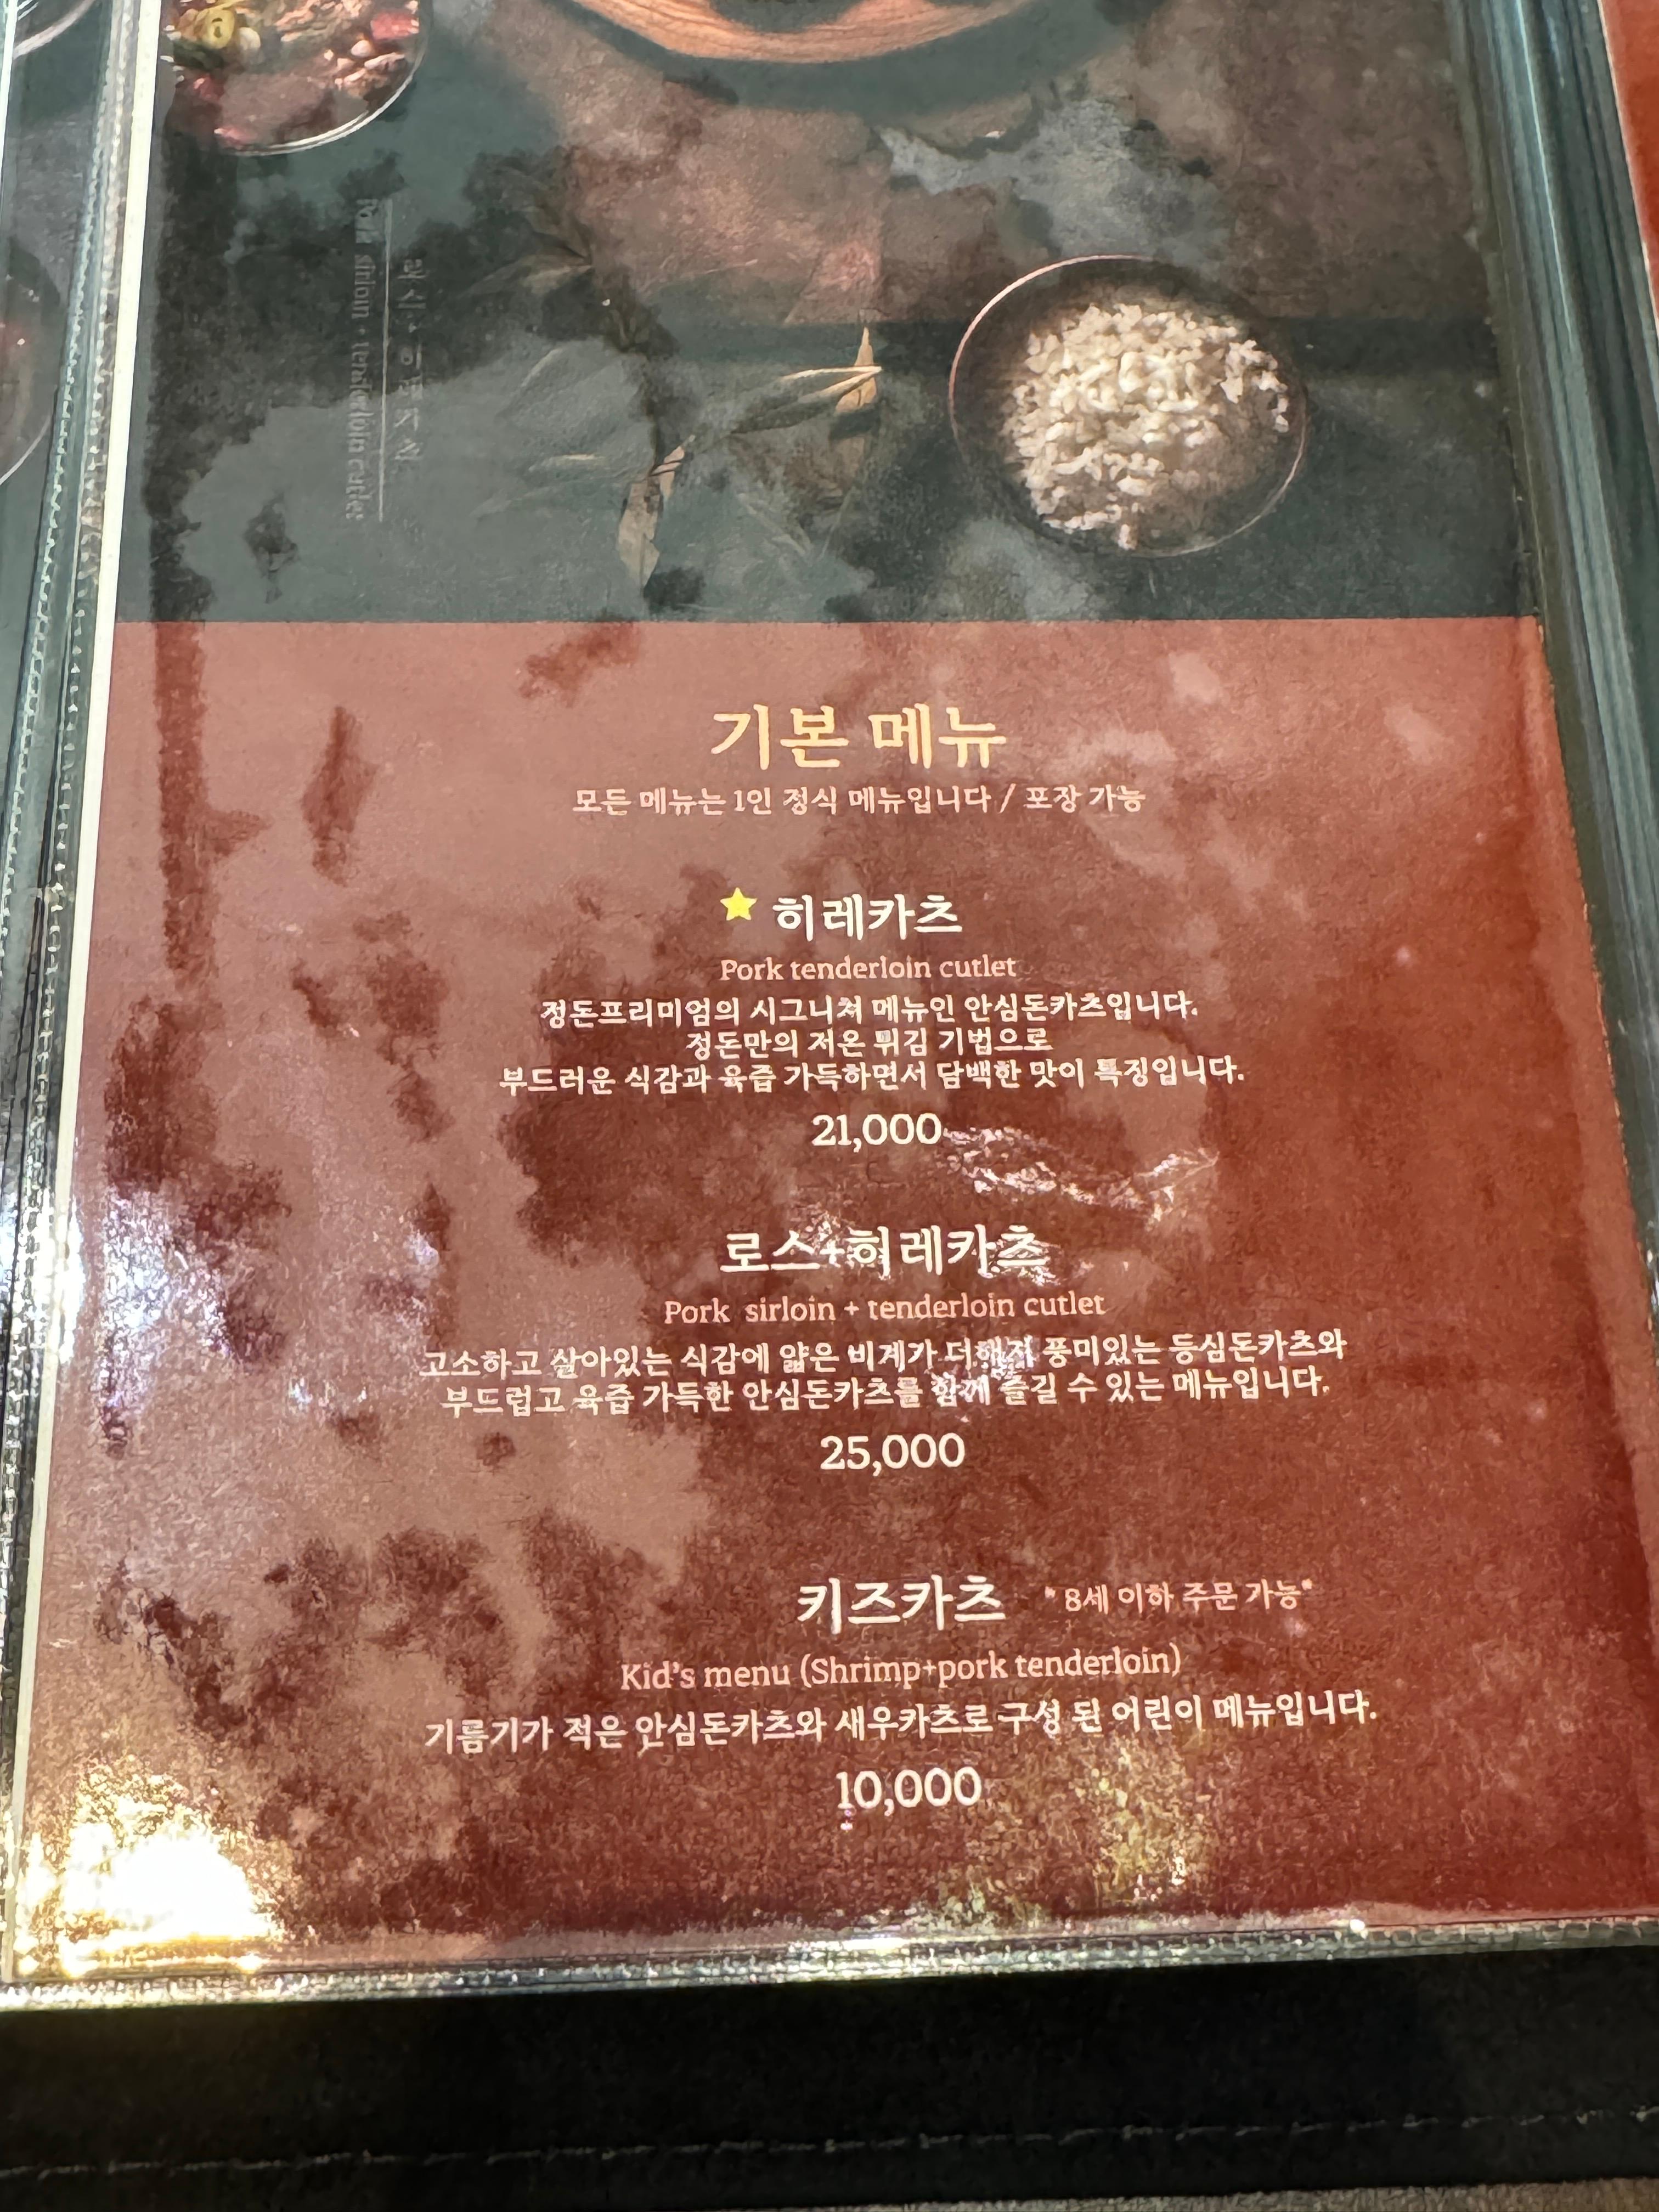 로스+히레카츠
Pork sirloin + tenderloin cutlet
기본 메뉴
모든 메뉴는 1인 정식 메뉴입니다 / 포장 가능
히레카츠
Pork tenderloin cutlet
정돈프리미엄의 시그니쳐 메뉴인 안심돈카츠입니다.
정돈만의 저온 튀김 기법으로
부드러운 식감과 육즙 가득하면서 담백한 맛이 특징입니다.
21,000
로스+히레카츠
Pork sirloin + tenderloin cutlet
고소하고 살아있는 식감에 얇은 비계가 더해져 풍미있는 등심돈카츠와
부드럽고 육즙 가득한 안심돈카츠를 함께 즐길 수 있는 메뉴입니다.
25,000
키즈카츠 * 8세 이하 주문 가능*
Kid's menu (Shrimp+pork tenderloin)
기름기가 적은 안심돈카츠와 새우카츠로 구성 된 어린이 메뉴입니다.
10,000